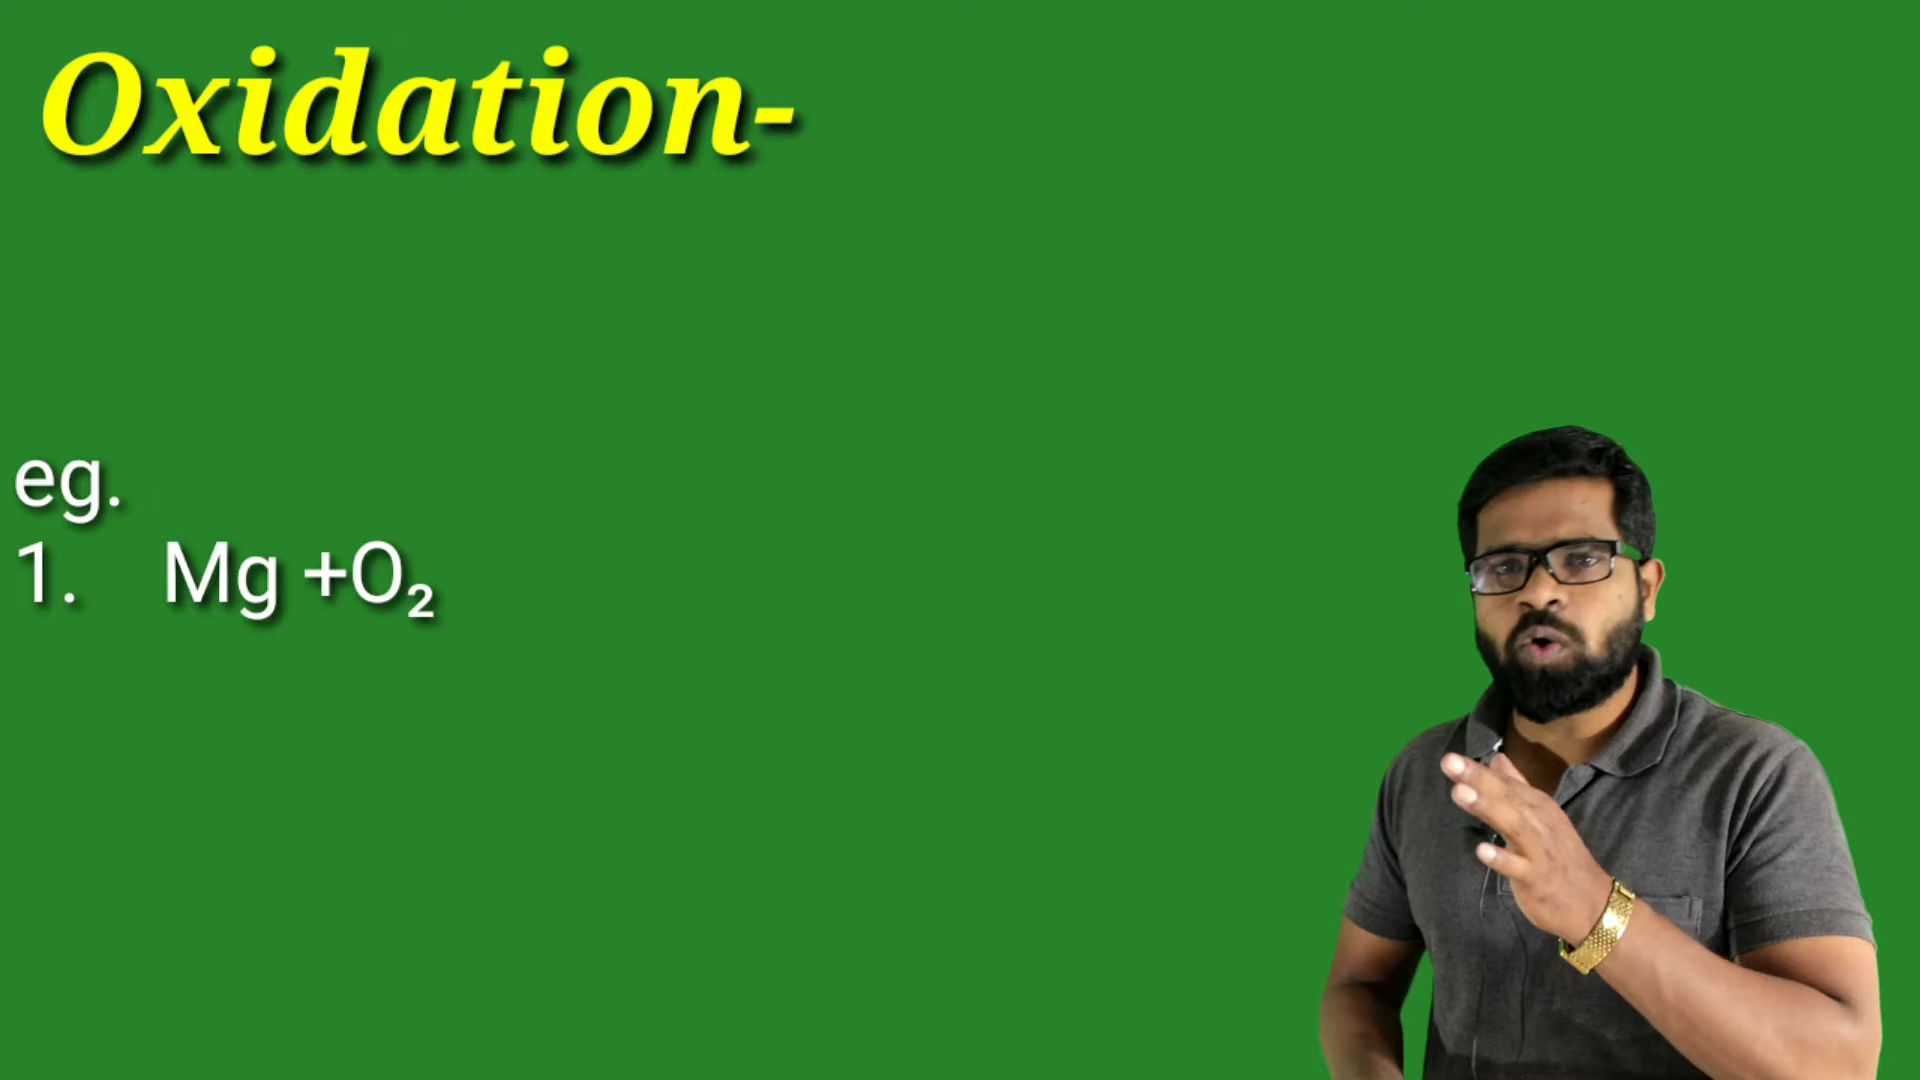 Oxidation-
eg.
1. Mg +O₂